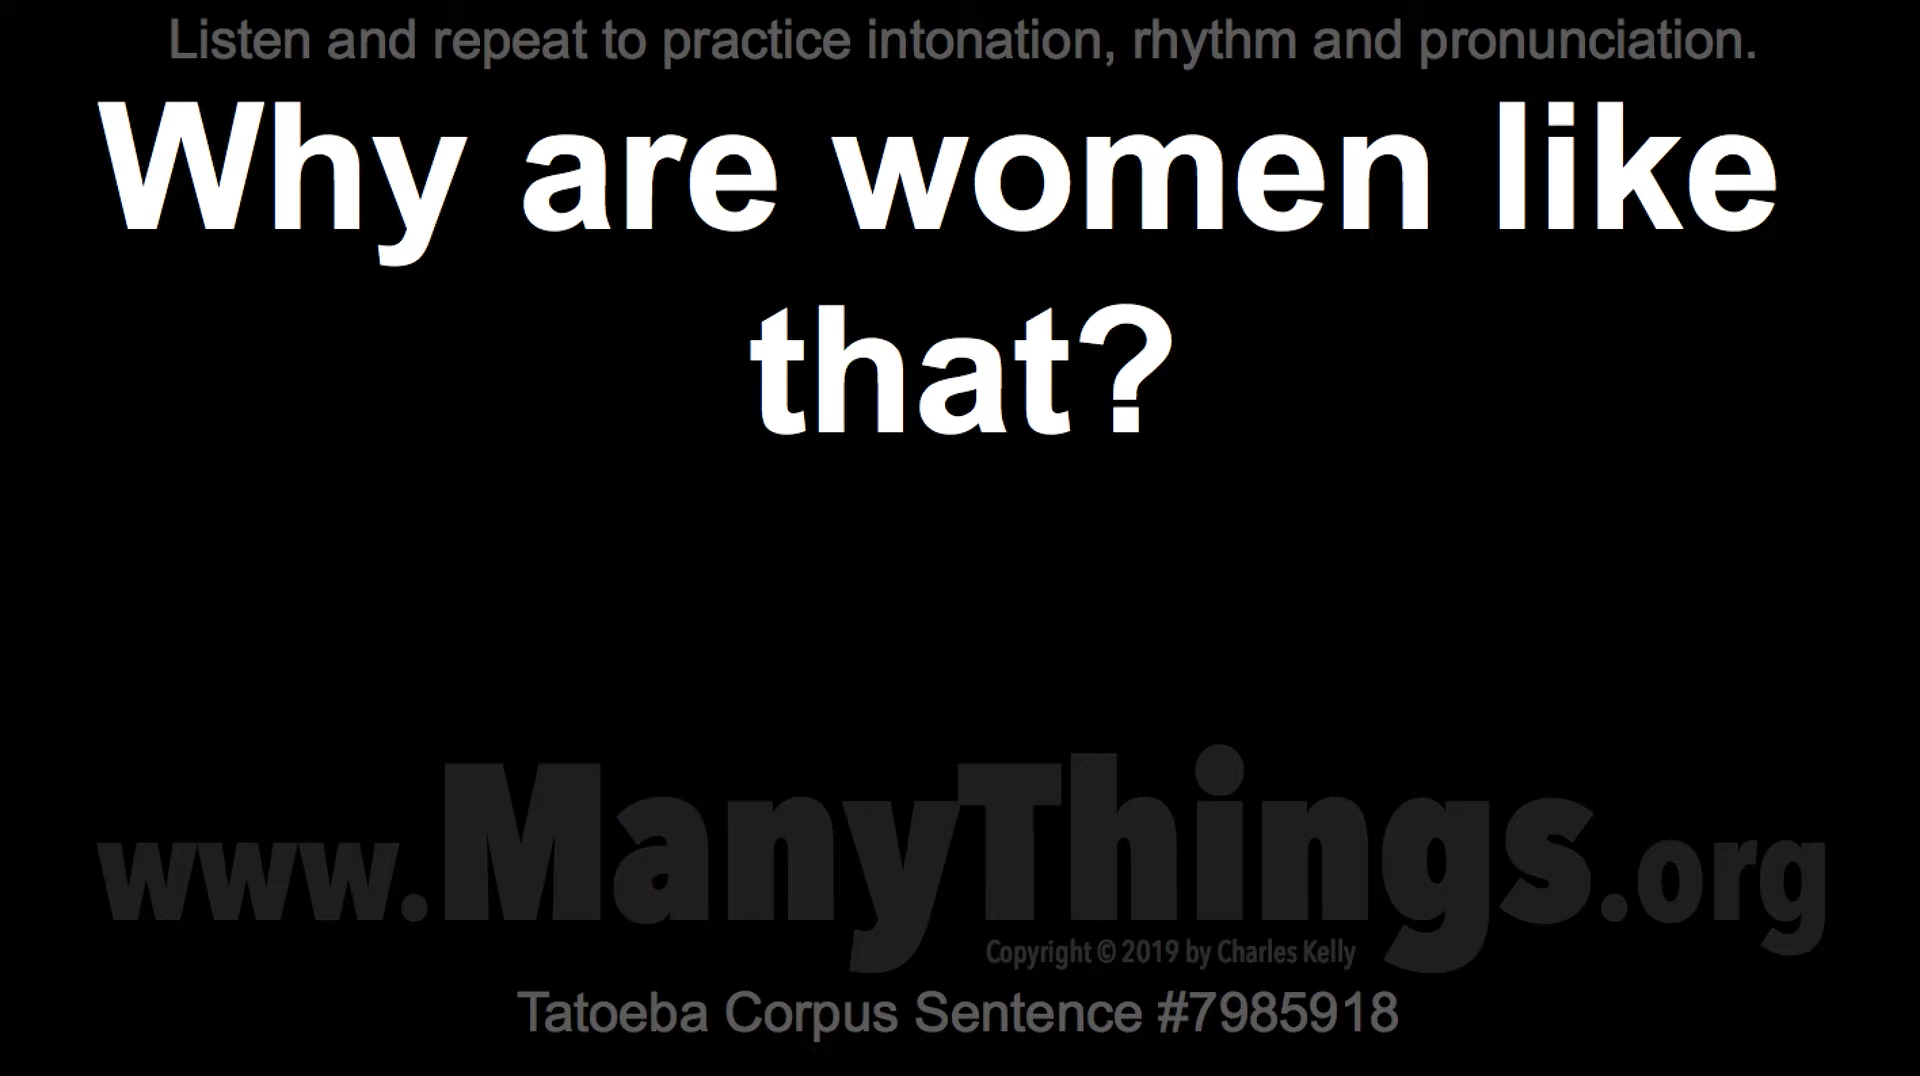 Listen and repeat to practice intonation, rhythm and pronunciation.
Why are women like
that?
www.ManyThings.org
Copyright © 2019 by Charles Kelly
Tatoeba Corpus Sentence #7985918